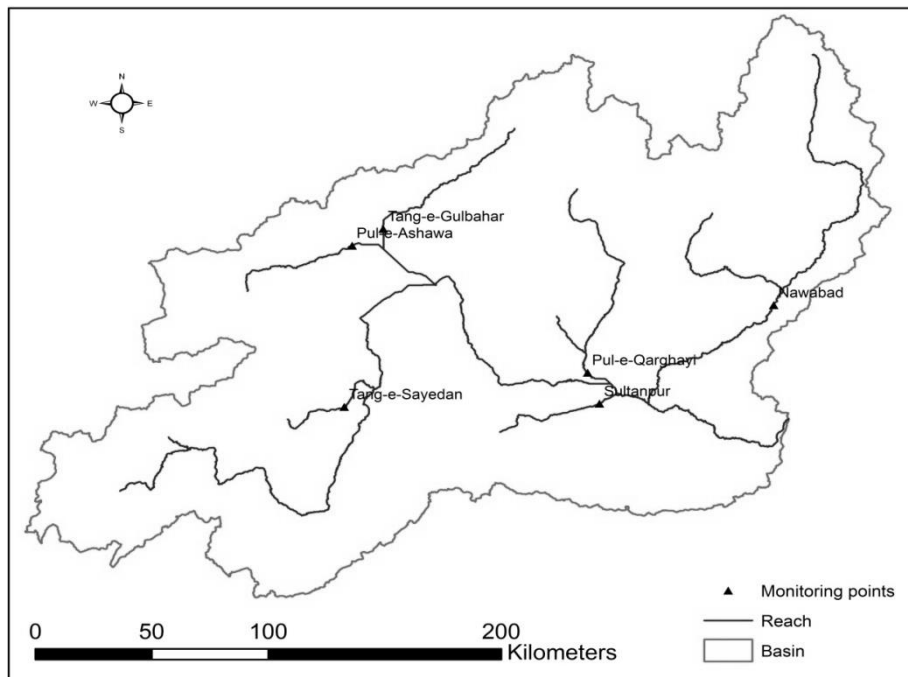 N
W E
S
Tang-e-Gulbahar
Pul-e-Ashawa
Nawabad
Pul-e-Qarghayi
Sultanpur
Tang-e-Sayedan
Monitoring points
Reach
Basin
0 50 100 200
Kilometers